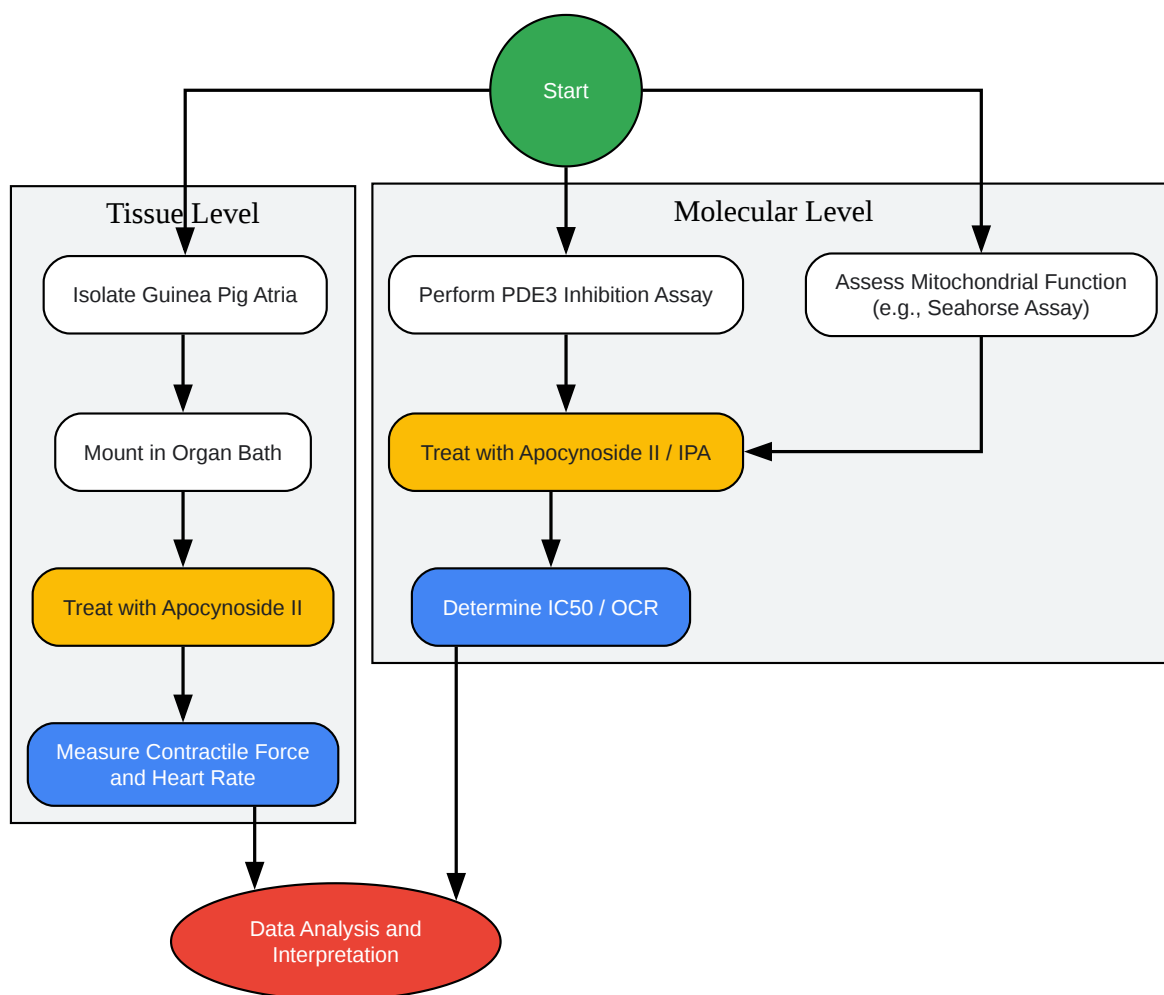 Start
Tissue Level
Isolate Guinea Pig Atria
Mount in Organ Bath
Treat with Apocynoside II
Measure Contractile Force
and Heart Rate
Molecular Level
Perform PDE3 Inhibition Assay
Assess Mitochondrial Function
(e.g., Seahorse Assay)
Treat with Apocynoside II / IPA
Determine IC50 / OCR
Data Analysis and
Interpretation